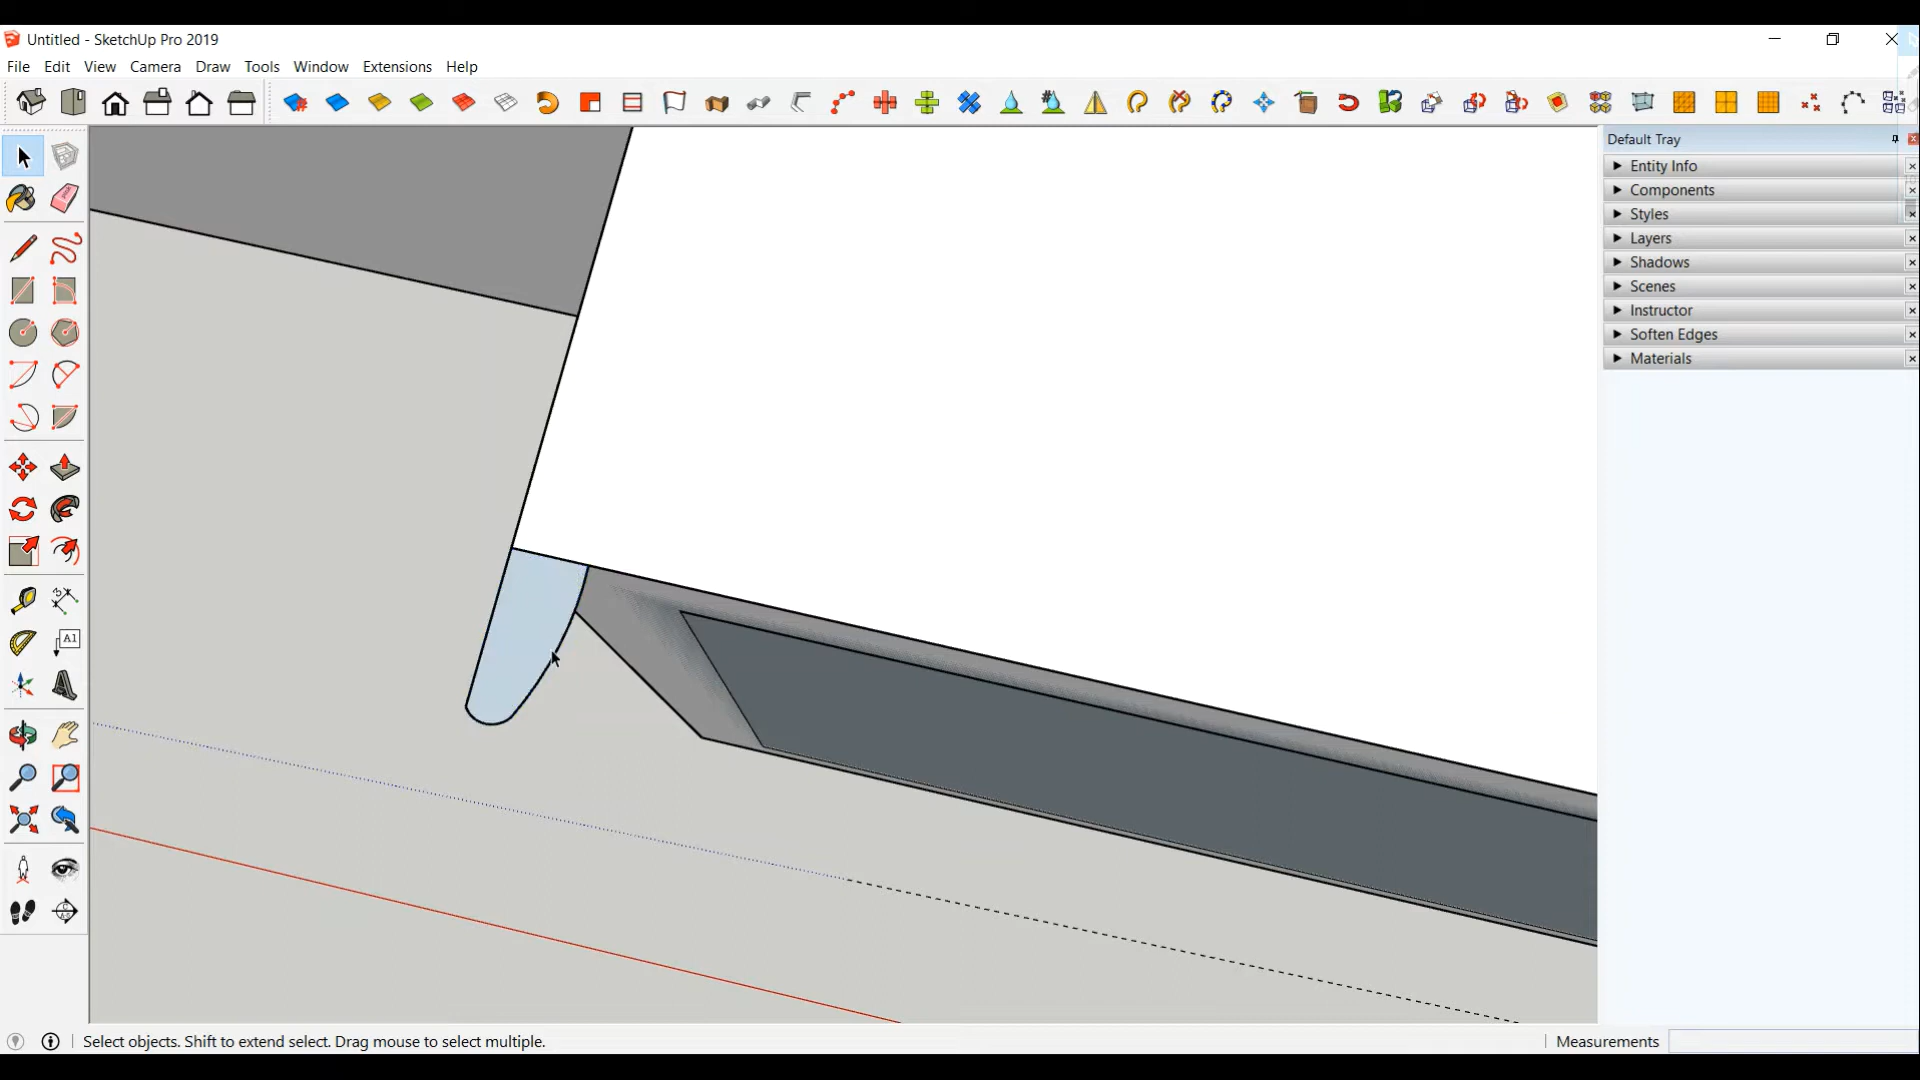 Untitled - SketchUp Pro 2019
File Edit View Camera Draw Tools Window Extensions Help
Default Tray
Entity Info
Components
Styles
Layers
Shadows
Scenes
Instructor
Soften Edges
Materials
A1
Select objects. Shift to extend select. Drag mouse to select multiple.
Measurements